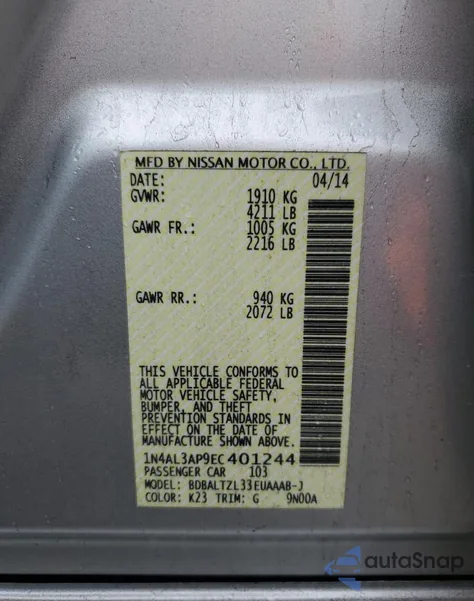 MFD BY NISSAN MOTOR CO., LTD.
DATE: 04/14
GVWR: 1910 KG
4211 LB
GAWR FR.: 1005 KG
2216 LB
GAWR RR.: 940 KG
2072 LB
THIS VEHICLE CONFORMS TO
ALL APPLICABLE FEDERAL
MOTOR VEHICLE SAFETY,
BUMPER, AND THEFT
PREVENTION STANDARDS IN
EFFECT ON THE DATE OF
MANUFACTURE SHOWN ABOVE.
1N4AL3AP9EC401244
PASSENGER CAR 103
MODEL: BDBALTZL33EUAAAB-J
COLOR: K23 TRIM: G 9N00A
autoSnap